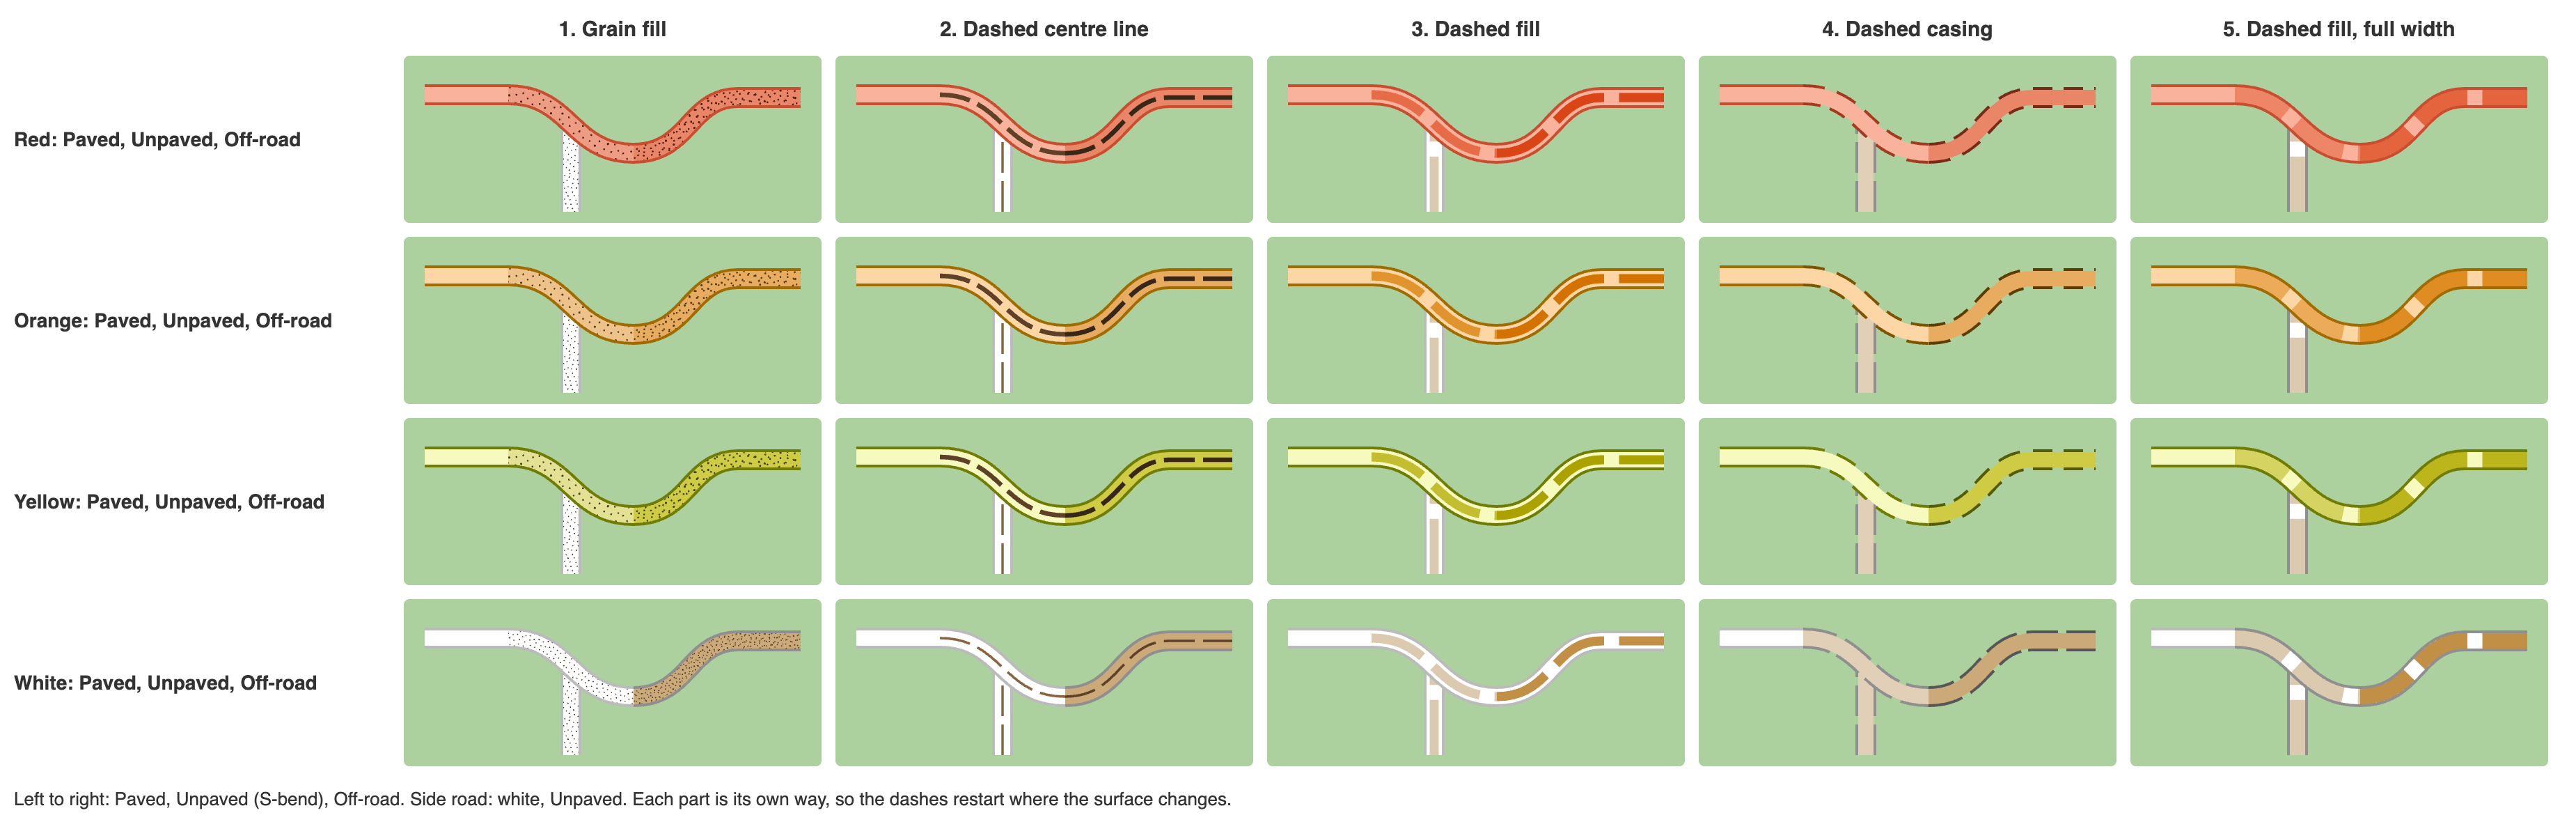 1. Grain fill
2. Dashed centre line
3. Dashed fill
4. Dashed casing
5. Dashed fill, full width
Red: Paved, Unpaved, Off-road
Orange: Paved, Unpaved, Off-road
Yellow: Paved, Unpaved, Off-road
White: Paved, Unpaved, Off-road
Left to right: Paved, Unpaved (S-bend), Off-road. Side road: white, Unpaved. Each part is its own way, so the dashes restart where the surface changes.